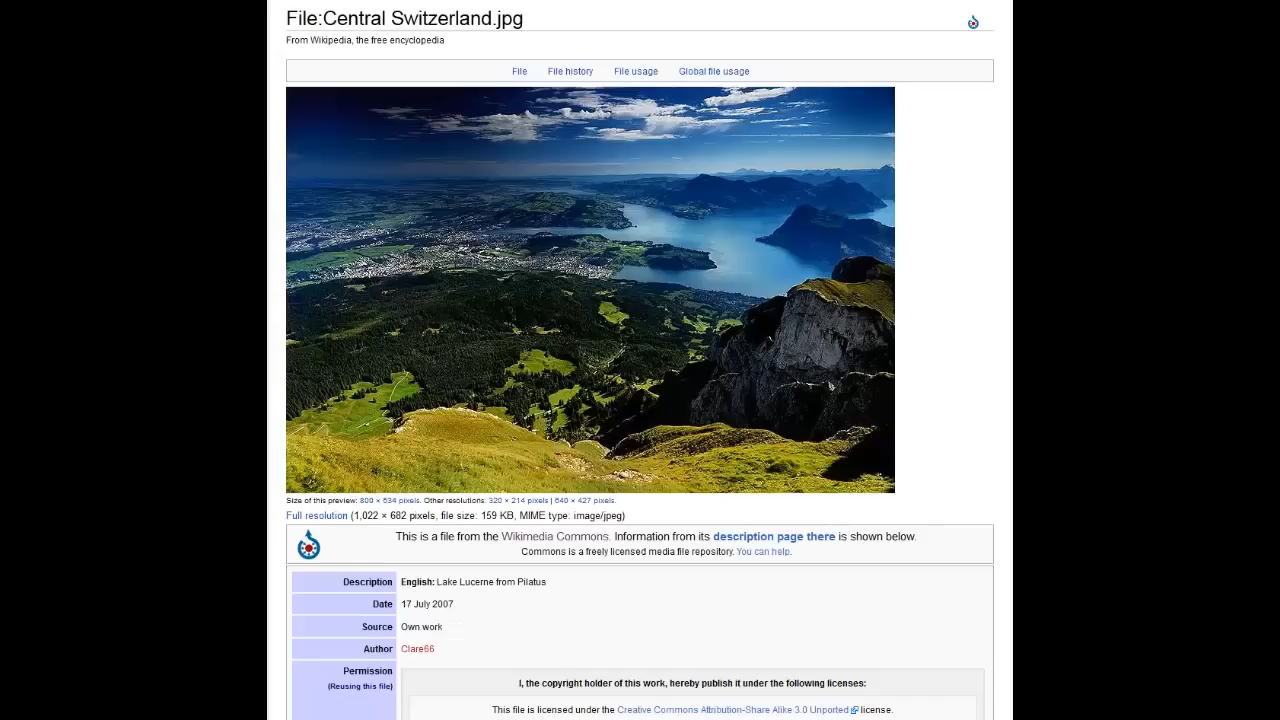 File:Central Switzerland.jpg
From Wikipedia, the free encyclopedia
File File history File usage Global file usage
Size of this preview: 800 × 534 pixels. Other resolutions: 320 × 214 pixels | 640 × 427 pixels.
Full resolution (1,022 × 682 pixels, file size: 159 KB, MIME type: image/jpeg)
This is a file from the Wikimedia Commons. Information from its description page there is shown below.
Commons is a freely licensed media file repository. You can help.
Description English: Lake Lucerne from Pilatus
Date 17 July 2007
Source Own work
Author Clare66
Permission
(Reusing this file)
I, the copyright holder of this work, hereby publish it under the following licenses:
This file is licensed under the Creative Commons Attribution-Share Alike 3.0 Unported license.